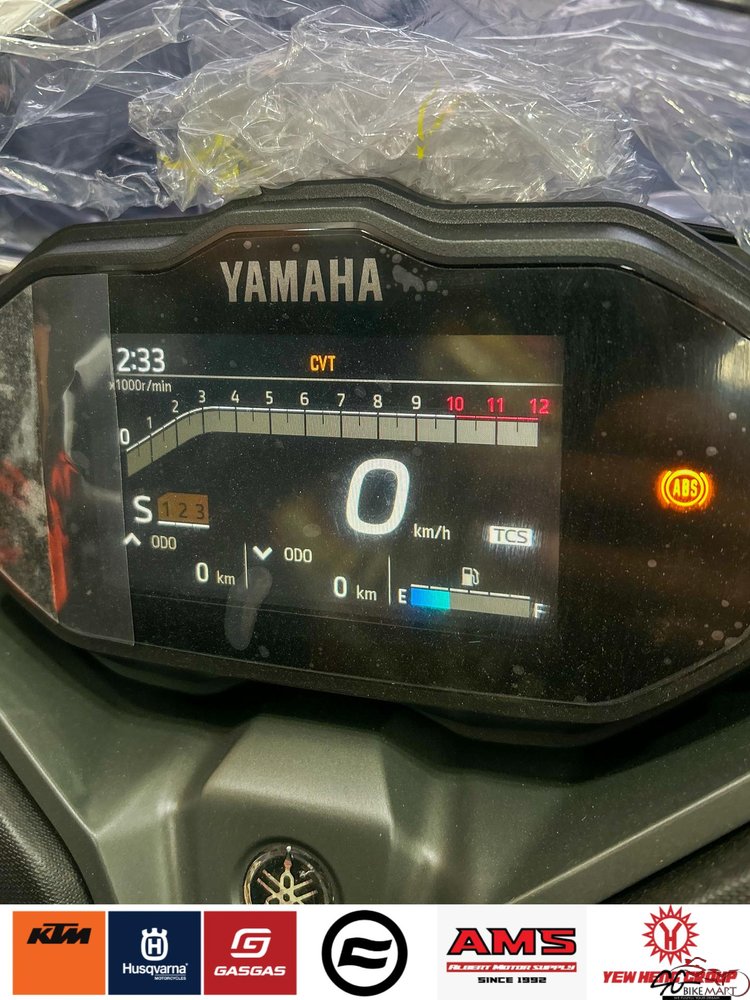 YAMAHA
2:33 CVT
x1000r/min
0 1 2 3 4 5 6 7 8 9 10 11 12
S 1 2 3
0 km/h
TCS
ABS
ODO ODO
0 km 0 km
E F
KTM
Husqvarna
MOTORCYCLES
GASGAS
AMS
ALBERT MOTOR SUPPLY
SINCE 1992
YEW HENG GROUP
BIKEMART